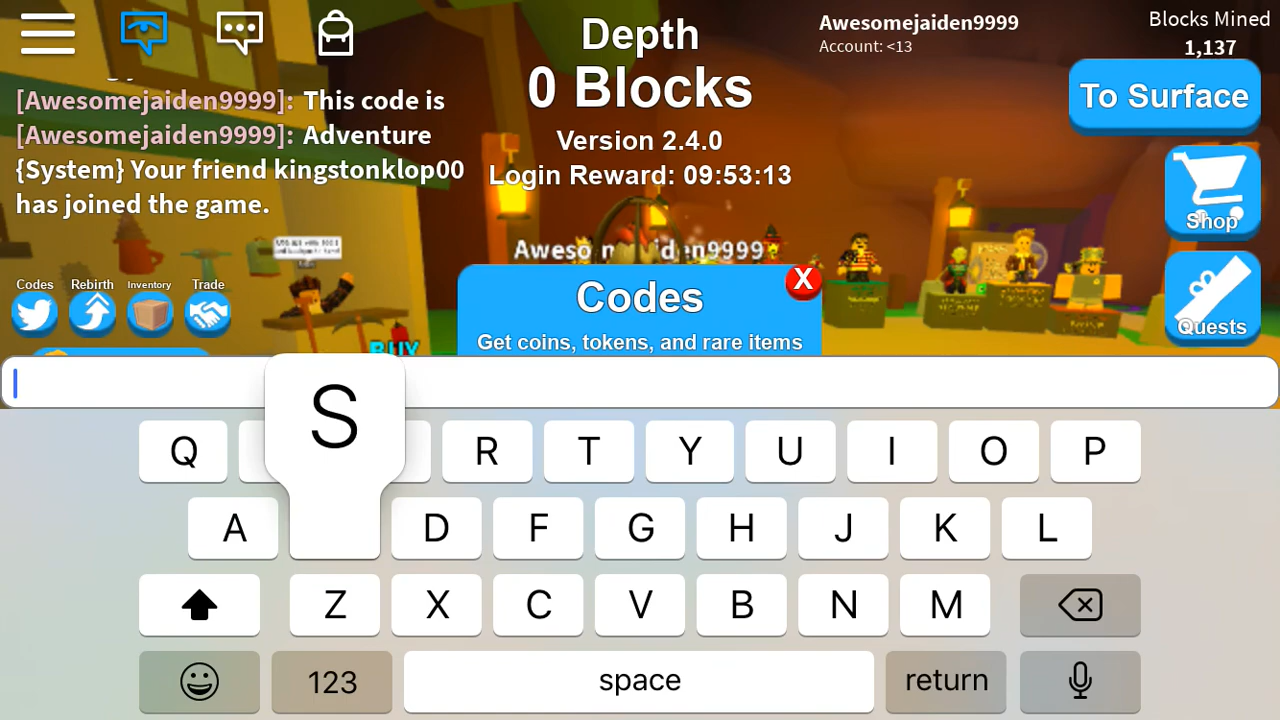 Depth
0 Blocks
Version 2.4.0
Login Reward: 09:53:13
Awesomejaiden9999
Account: <13
Blocks Mined
1,137
To Surface
[Awesomejaiden9999]: This code is
[Awesomejaiden9999]: Adventure
{System} Your friend kingstonklop00
has joined the game.
Shop
Quests
Codes
Rebirth
Inventory
Trade
BUY
Codes
X
Get coins, tokens, and rare items
S
Q R T Y U I O P
A D F G H J K L
Z X C V B N M
123 space return